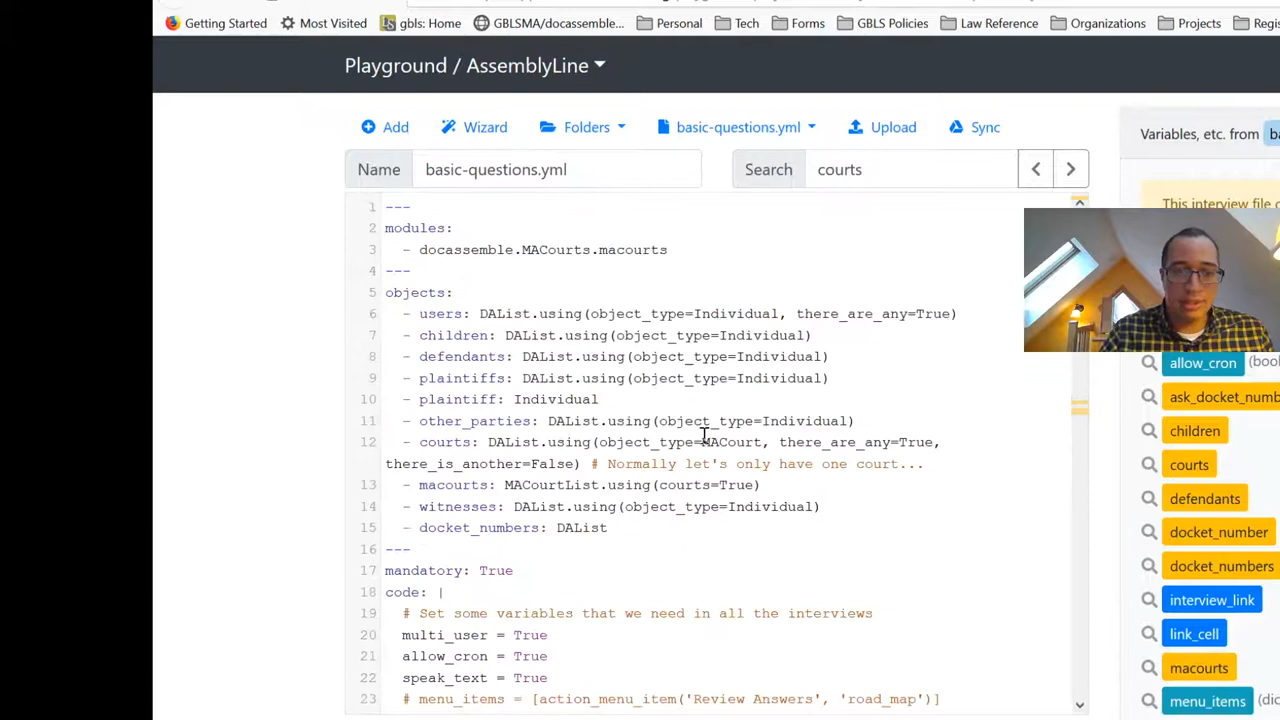 Getting Started Most Visited gbls: Home GBLSMA/docassemble... Personal Tech Forms GBLS Policies Law Reference Organizations Projects
Playground / AssemblyLine
Add Wizard Folders basic-questions.yml Upload Sync
Variables, etc. from
Name basic-questions.yml Search courts
This interview file
1 ---
2 modules:
3 - docassemble.MACourts.macourts
4 ---
5 objects:
6 - users: DAList.using(object_type=Individual, there_are_any=True)
7 - children: DAList.using(object_type=Individual)
8 - defendants: DAList.using(object_type=Individual)
9 - plaintiffs: DAList.using(object_type=Individual)
10 - plaintiff: Individual
11 - other_parties: DAList.using(object_type=Individual)
12 - courts: DAList.using(object_type=MACourt, there_are_any=True,
there_is_another=False) # Normally let's only have one court...
13 - macourts: MACourtList.using(courts=True)
14 - witnesses: DAList.using(object_type=Individual)
15 - docket_numbers: DAList
16 ---
17 mandatory: True
18 code: |
19 # Set some variables that we need in all the interviews
20 multi_user = True
21 allow_cron = True
22 speak_text = True
23 # menu_items = [action_menu_item('Review Answers', 'road_map')]
allow_cron (boo
ask_docket_numb
children
courts
defendants
docket_number
docket_numbers
interview_link
link_cell
macourts
menu_items (dic